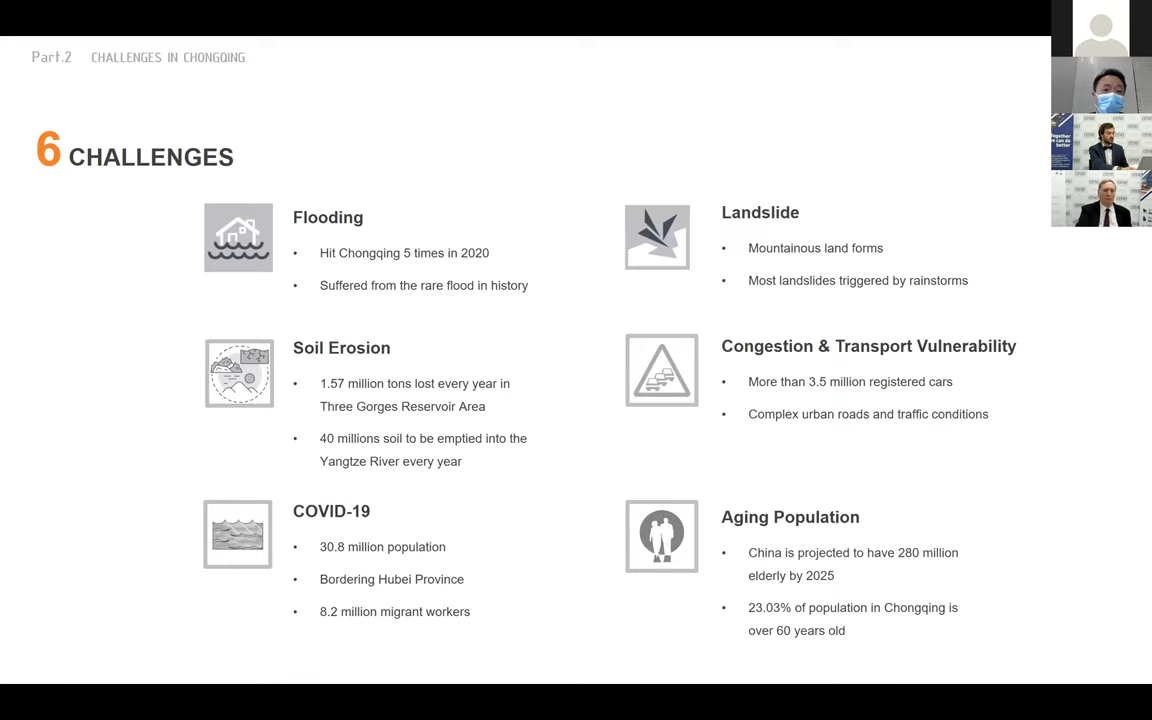 Part.2 CHALLENGES IN CHONGQING
6 CHALLENGES
Flooding
• Hit Chongqing 5 times in 2020
• Suffered from the rare flood in history
Landslide
• Mountainous land forms
• Most landslides triggered by rainstorms
Soil Erosion
• 1.57 million tons lost every year in
Three Gorges Reservoir Area
• 40 millions soil to be emptied into the
Yangtze River every year
Congestion & Transport Vulnerability
• More than 3.5 million registered cars
• Complex urban roads and traffic conditions
COVID-19
• 30.8 million population
• Bordering Hubei Province
• 8.2 million migrant workers
Aging Population
• China is projected to have 280 million
elderly by 2025
• 23.03% of population in Chongqing is
over 60 years old
Together
we can do
better